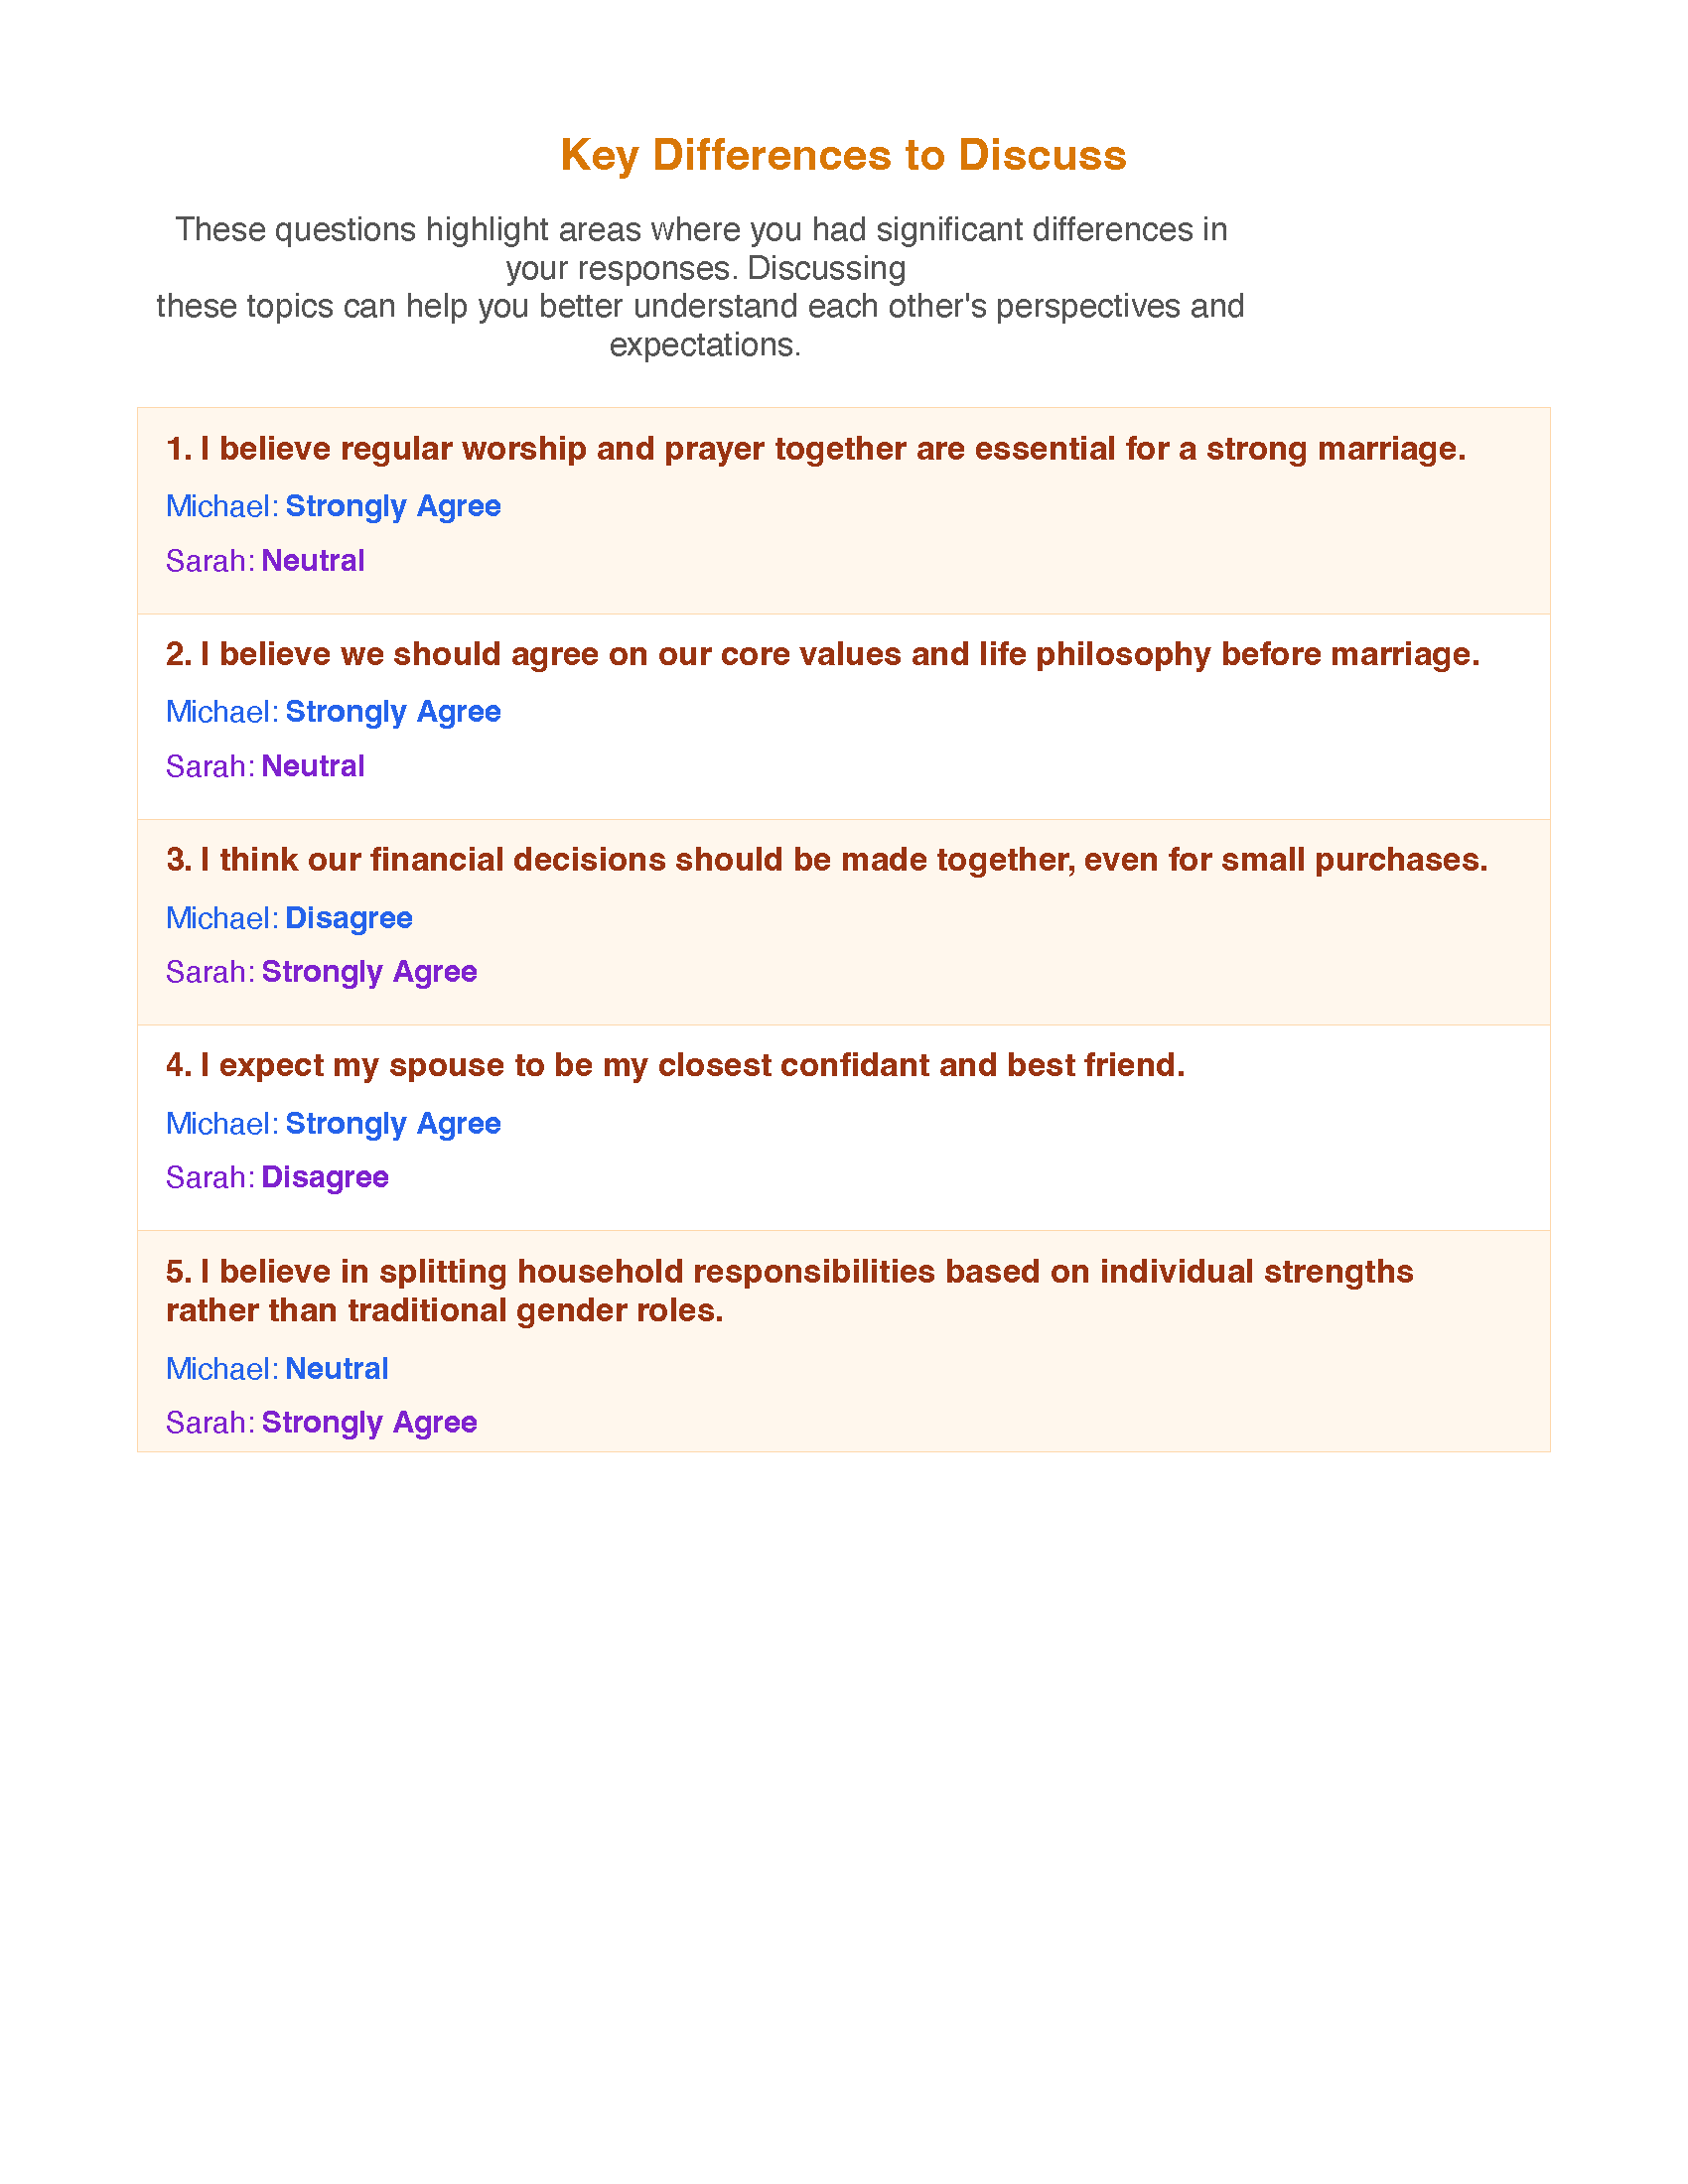 Key Differences to Discuss
These questions highlight areas where you had significant differences in
your responses. Discussing
these topics can help you better understand each other's perspectives and
expectations.
1. I believe regular worship and prayer together are essential for a strong marriage.
Michael: Strongly Agree
Sarah: Neutral
2. I believe we should agree on our core values and life philosophy before marriage.
Michael: Strongly Agree
Sarah: Neutral
3. I think our financial decisions should be made together, even for small purchases.
Michael: Disagree
Sarah: Strongly Agree
4. I expect my spouse to be my closest confidant and best friend.
Michael: Strongly Agree
Sarah: Disagree
5. I believe in splitting household responsibilities based on individual strengths
rather than traditional gender roles.
Michael: Neutral
Sarah: Strongly Agree